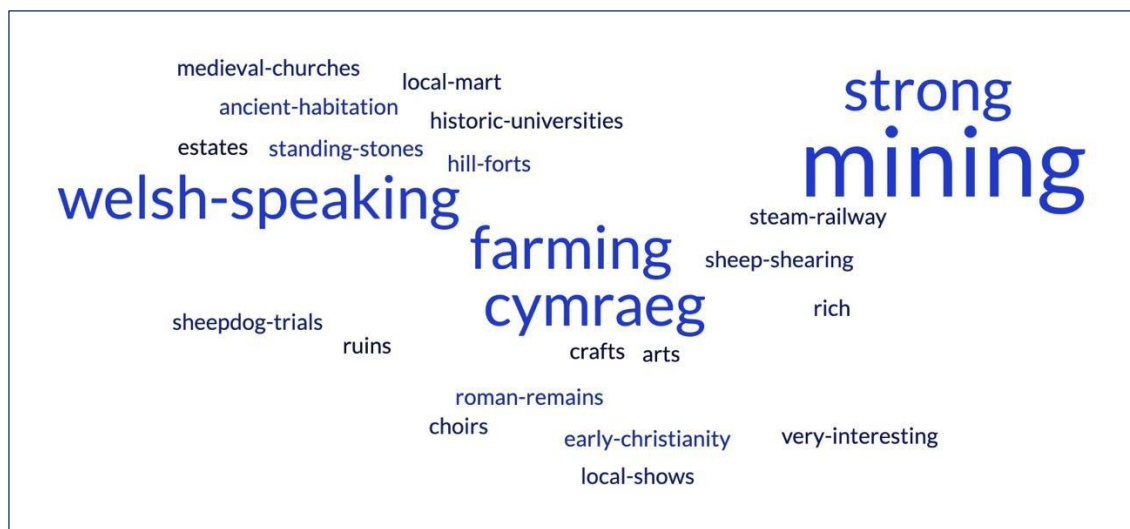 medieval-churches
local-mart
strong
ancient-habitation
historic-universities
mining
estates
standing-stones
hill-forts
welsh-speaking
steam-railway
farming
sheep-shearing
cymraeg
rich
sheepdog-trials
ruins
crafts
arts
roman-remains
choirs
early-christianity
very-interesting
local-shows